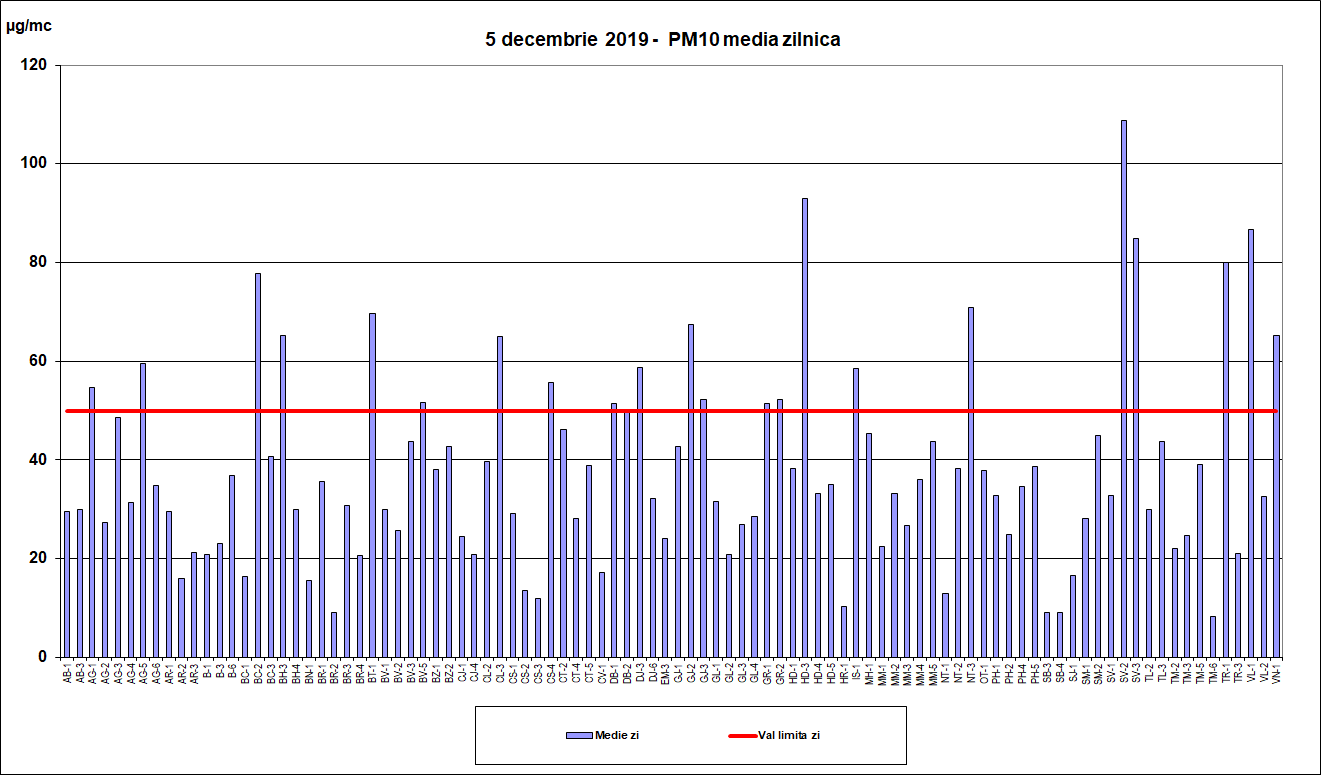 µg/mc
5 decembrie 2019 - PM10 media zilnica
120
100
80
60
40
20
0
AB-1 AB-3 AG-1 AG-2 AG-3 AG-4 AG-5 AG-6 AR-1 AR-2 AR-3 B-1 B-3 B-6 BC-1 BC-2 BC-3 BH-3 BH-4 BN-1 BR-1 BR-2 BR-3 BR-4 BT-1 BV-1 BV-2 BV-3 BV-5 BZ-1 BZ-2 CJ-1 CJ-4 CL-2 CL-3 CS-1 CS-2 CS-3 CS-4 CT-2 CT-4 CT-5 CV-1 DB-1 DB-2 DJ-3 DJ-6 EM-3 GJ-1 GJ-2 GJ-3 GL-1 GL-2 GL-3 GL-4 GR-1 GR-2 HD-1 HD-3 HD-4 HD-5 HR-1 IS-1 MH-1 MM-1 MM-2 MM-3 MM-4 MM-5 NT-1 NT-2 NT-3 OT-1 PH-1 PH-2 PH-4 PH-5 SB-3 SB-4 SJ-1 SM-1 SM-2 SV-1 SV-2 SV-3 TL-2 TL-3 TM-2 TM-3 TM-5 TM-6 TR-1 TR-3 VL-1 VL-2 VN-1
Medie zi Val limita zi